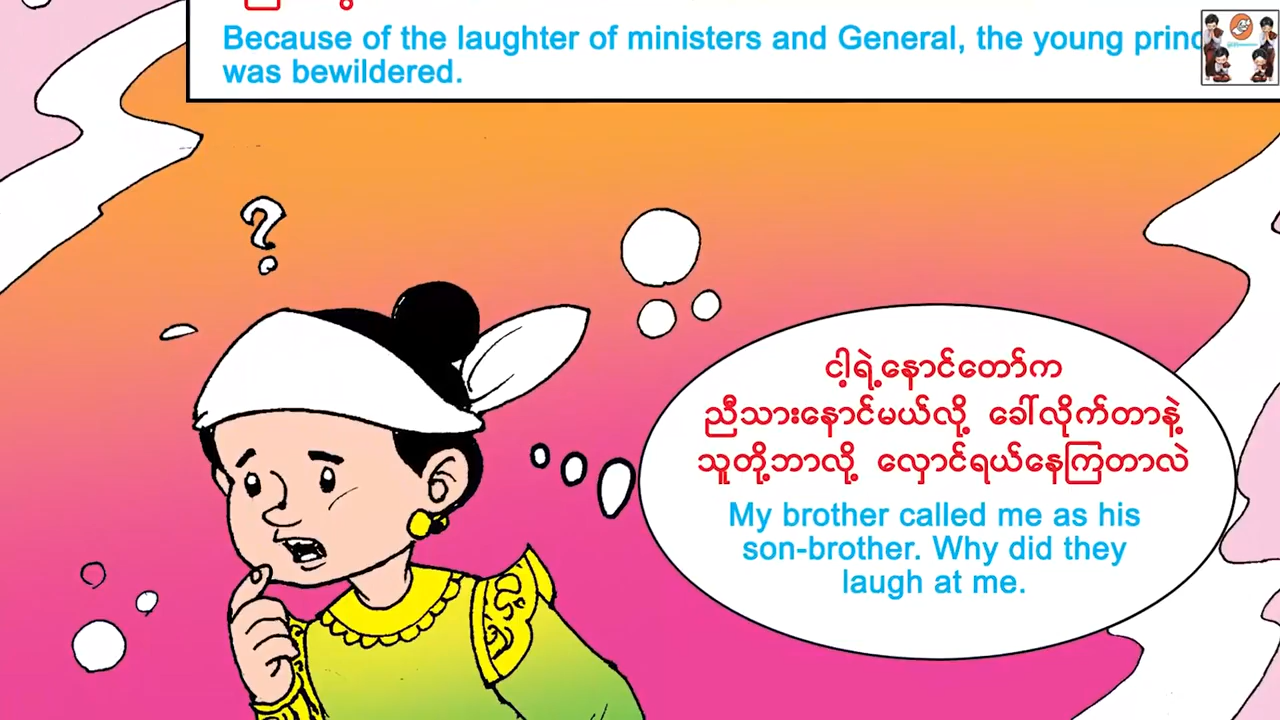 Because of the laughter of ministers and General, the young
was bewildered.
?
ငါ့ရဲ့နောင်တော်က
ညီသားနောင်မယ်လို့ ခေါ်လိုက်တာနဲ့
သူတို့ဘာလို့ လှောင်ရယ်နေကြတာလဲ
My brother called me as his
son-brother. Why did they
laugh at me.